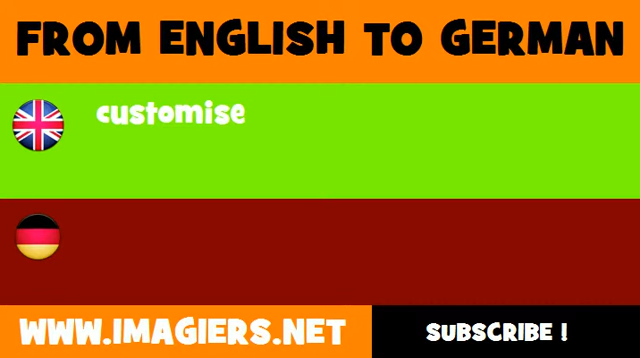 FROM ENGLISH TO GERMAN
customise
WWW.IMAGIERS.NET
SUBSCRIBE !